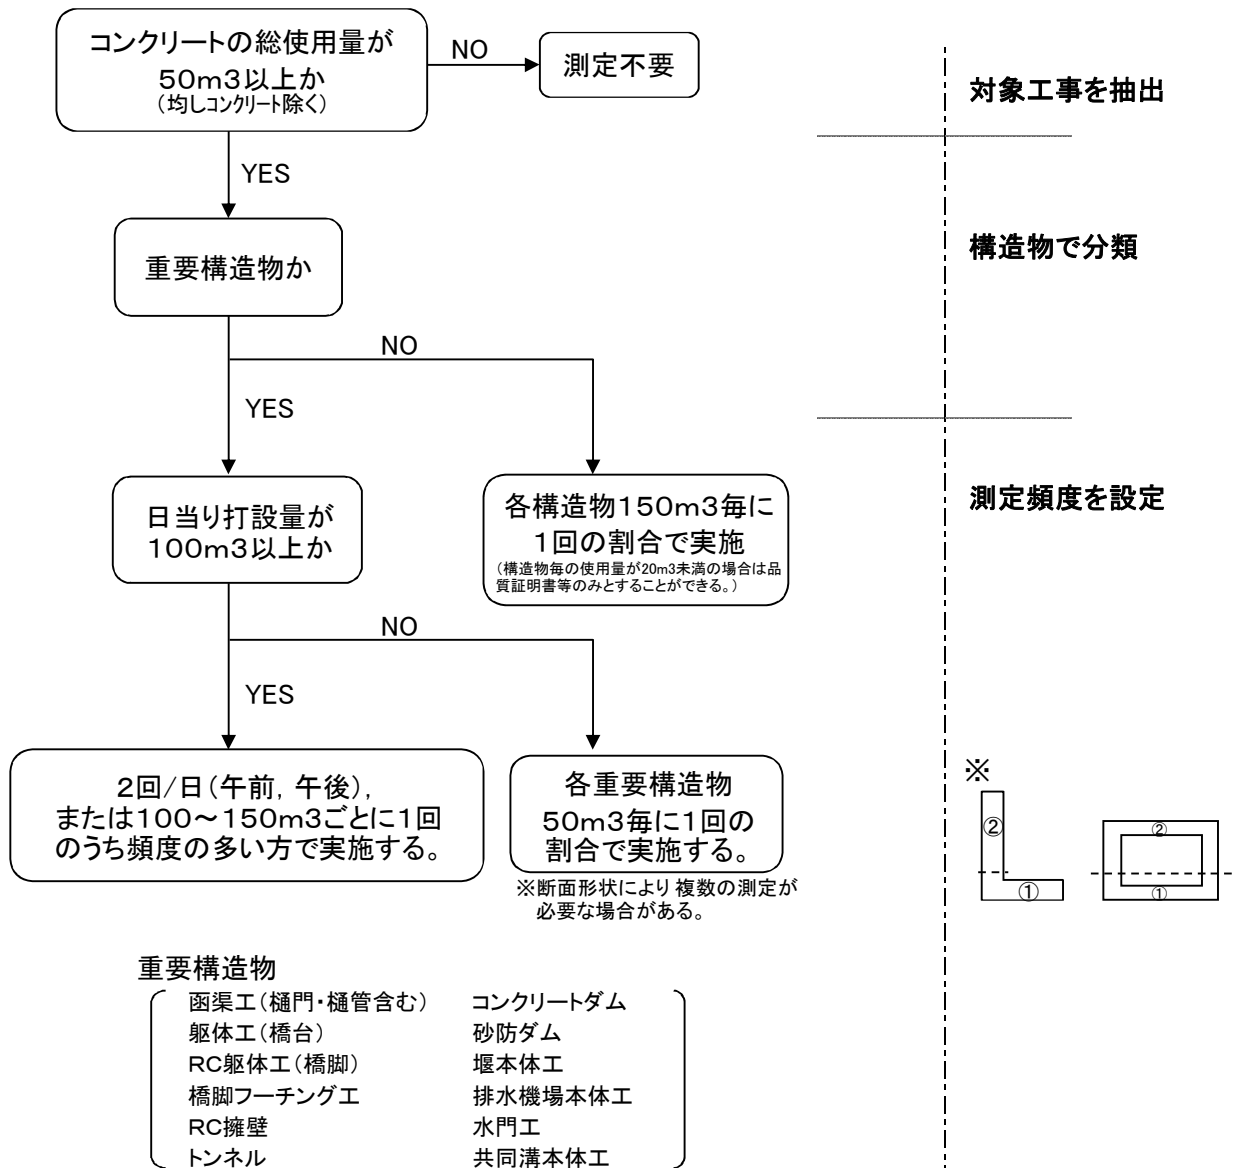 コンクリートの総使用量が
50m3以上か
（均しコンクリート除く）
NO
測定不要
対象工事を抽出
YES
重要構造物か
構造物で分類
NO
YES
日当り打設量が
100m3以上か
各構造物150m3毎に
1回の割合で実施
（構造物毎の使用量が20m3未満の場合は品
質証明書等のみとすることができる。）
測定頻度を設定
NO
YES
2回/日（午前，午後），
または100～150m3ごとに1回
のうち頻度の多い方で実施する。
各重要構造物
50m3毎に1回の
割合で実施する。
※断面形状により複数の測定が
必要な場合がある。
※
②
①
②
①
重要構造物
函渠工（樋門・樋管含む）
躯体工（橋台）
RC躯体工（橋脚）
橋脚フーチング工
RC擁壁
トンネル
コンクリートダム
砂防ダム
堰本体工
排水機場本体工
水門工
共同溝本体工